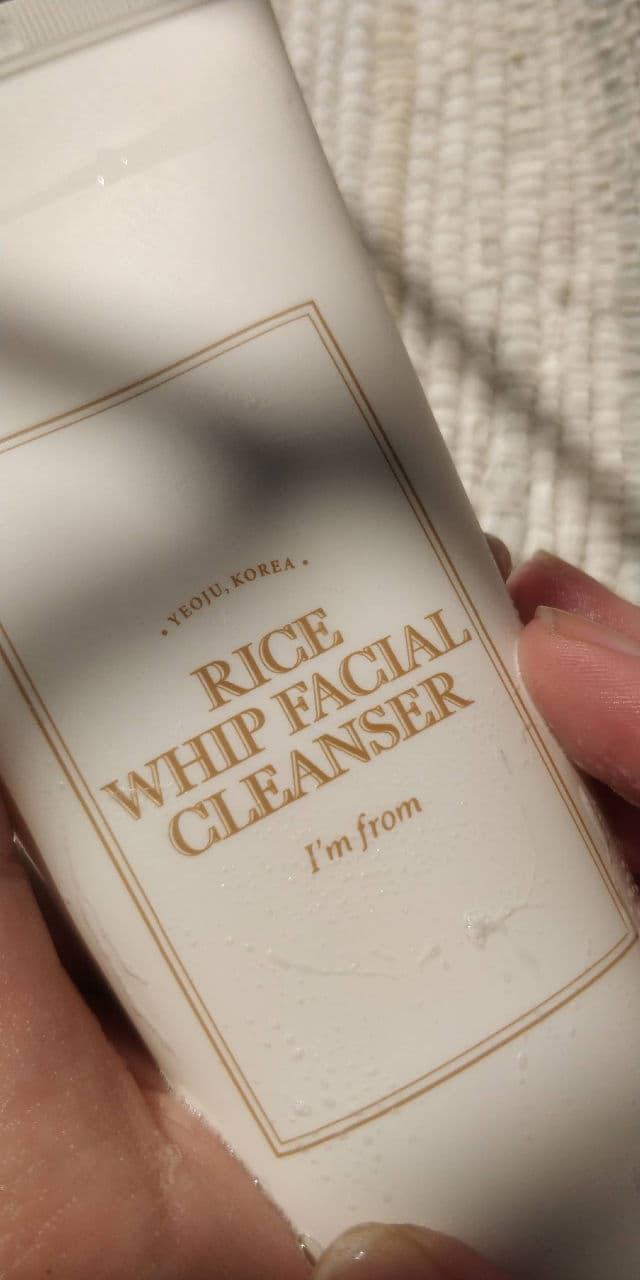 • YEOJU, KOREA •
RICE
WHIP FACIAL
CLEANSER
I'm from